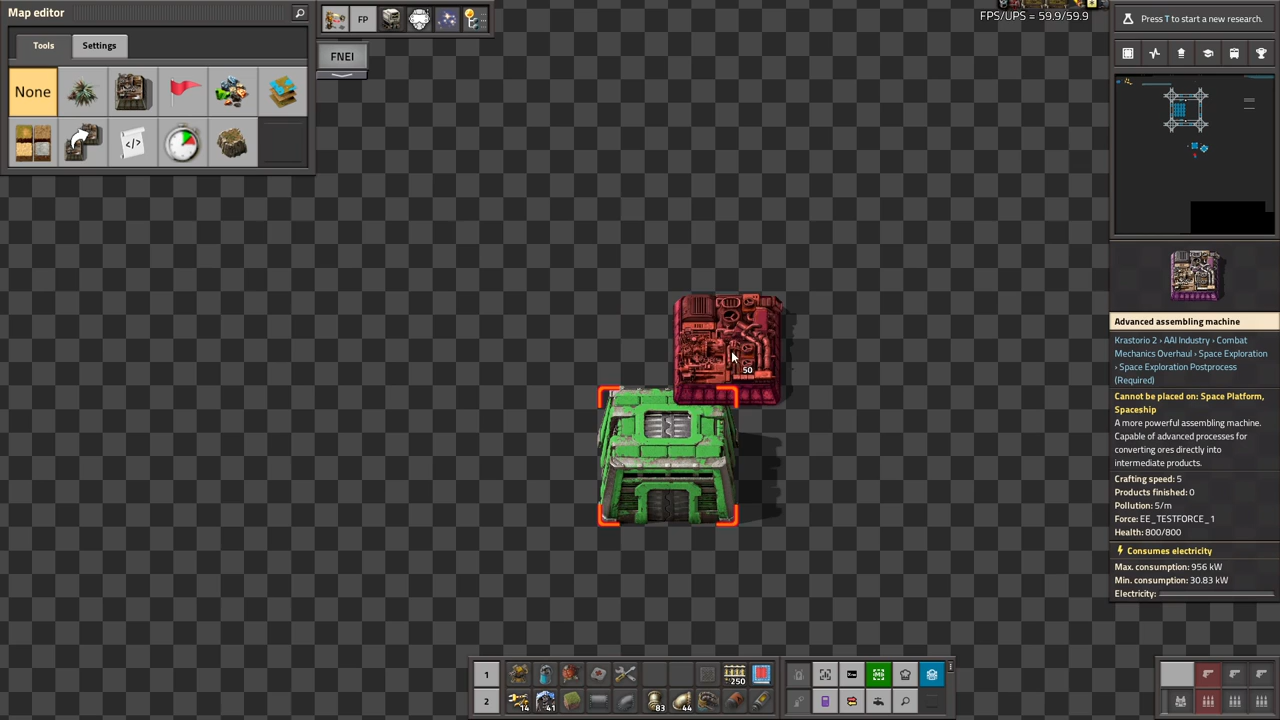 Map editor
Tools
Settings
None
FP
FNEI
FPS/UPS = 59.9/59.9
Press T to start a new research.
50
Advanced assembling machine
Krastorio 2 › AAI Industry › Combat
Mechanics Overhaul › Space Exploration
› Space Exploration Postprocess
(Required)
Cannot be placed on: Space Platform,
Spaceship
A more powerful assembling machine.
Capable of advanced processes for
converting ores directly into
intermediate products.
Crafting speed: 5
Products finished: 0
Pollution: 5/m
Force: EE_TESTFORCE_1
Health: 800/800
Consumes electricity
Max. consumption: 956 kW
Min. consumption: 30.83 kW
Electricity:
1
250
2
14
41
83
44